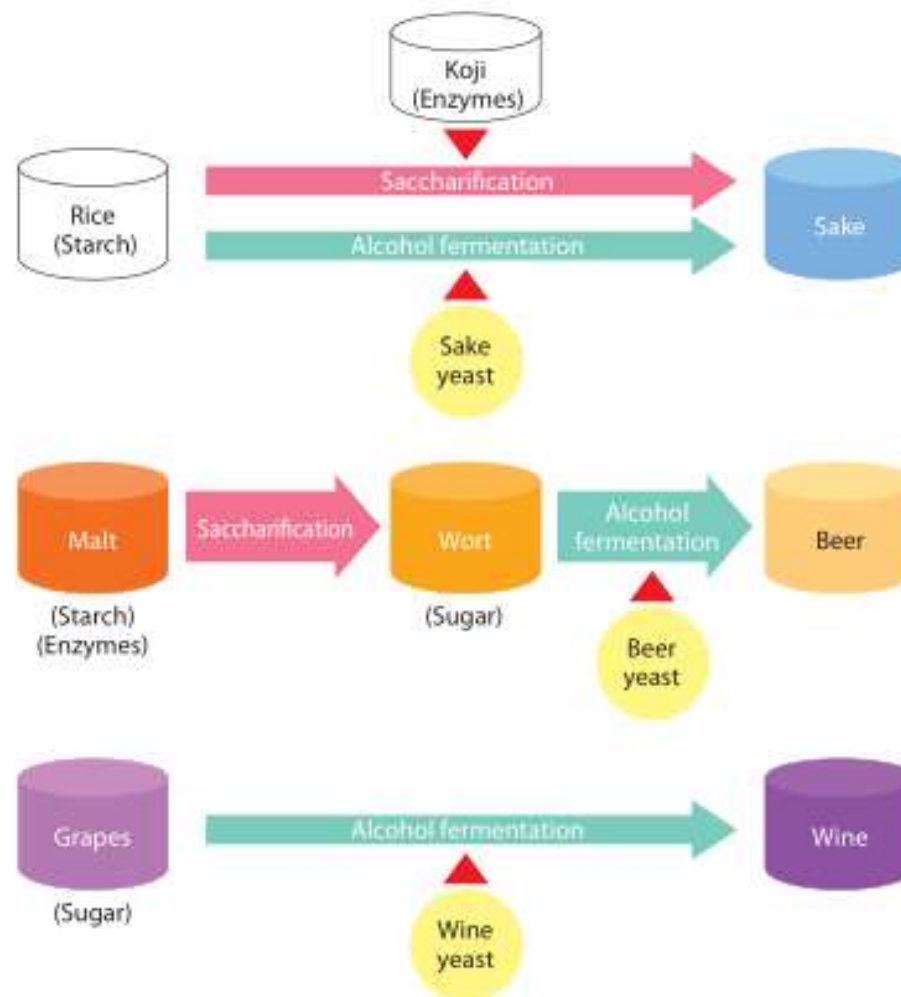 Koji
(Enzymes)
Saccharification
Rice
(Starch)
Sake
Alcohol fermentation
Sake
yeast
Malt
Saccharification
Wort
Alcohol
fermentation
Beer
(Starch)
(Enzymes)
(Sugar)
Beer
yeast
Grapes
Alcohol fermentation
Wine
(Sugar)
Wine
yeast